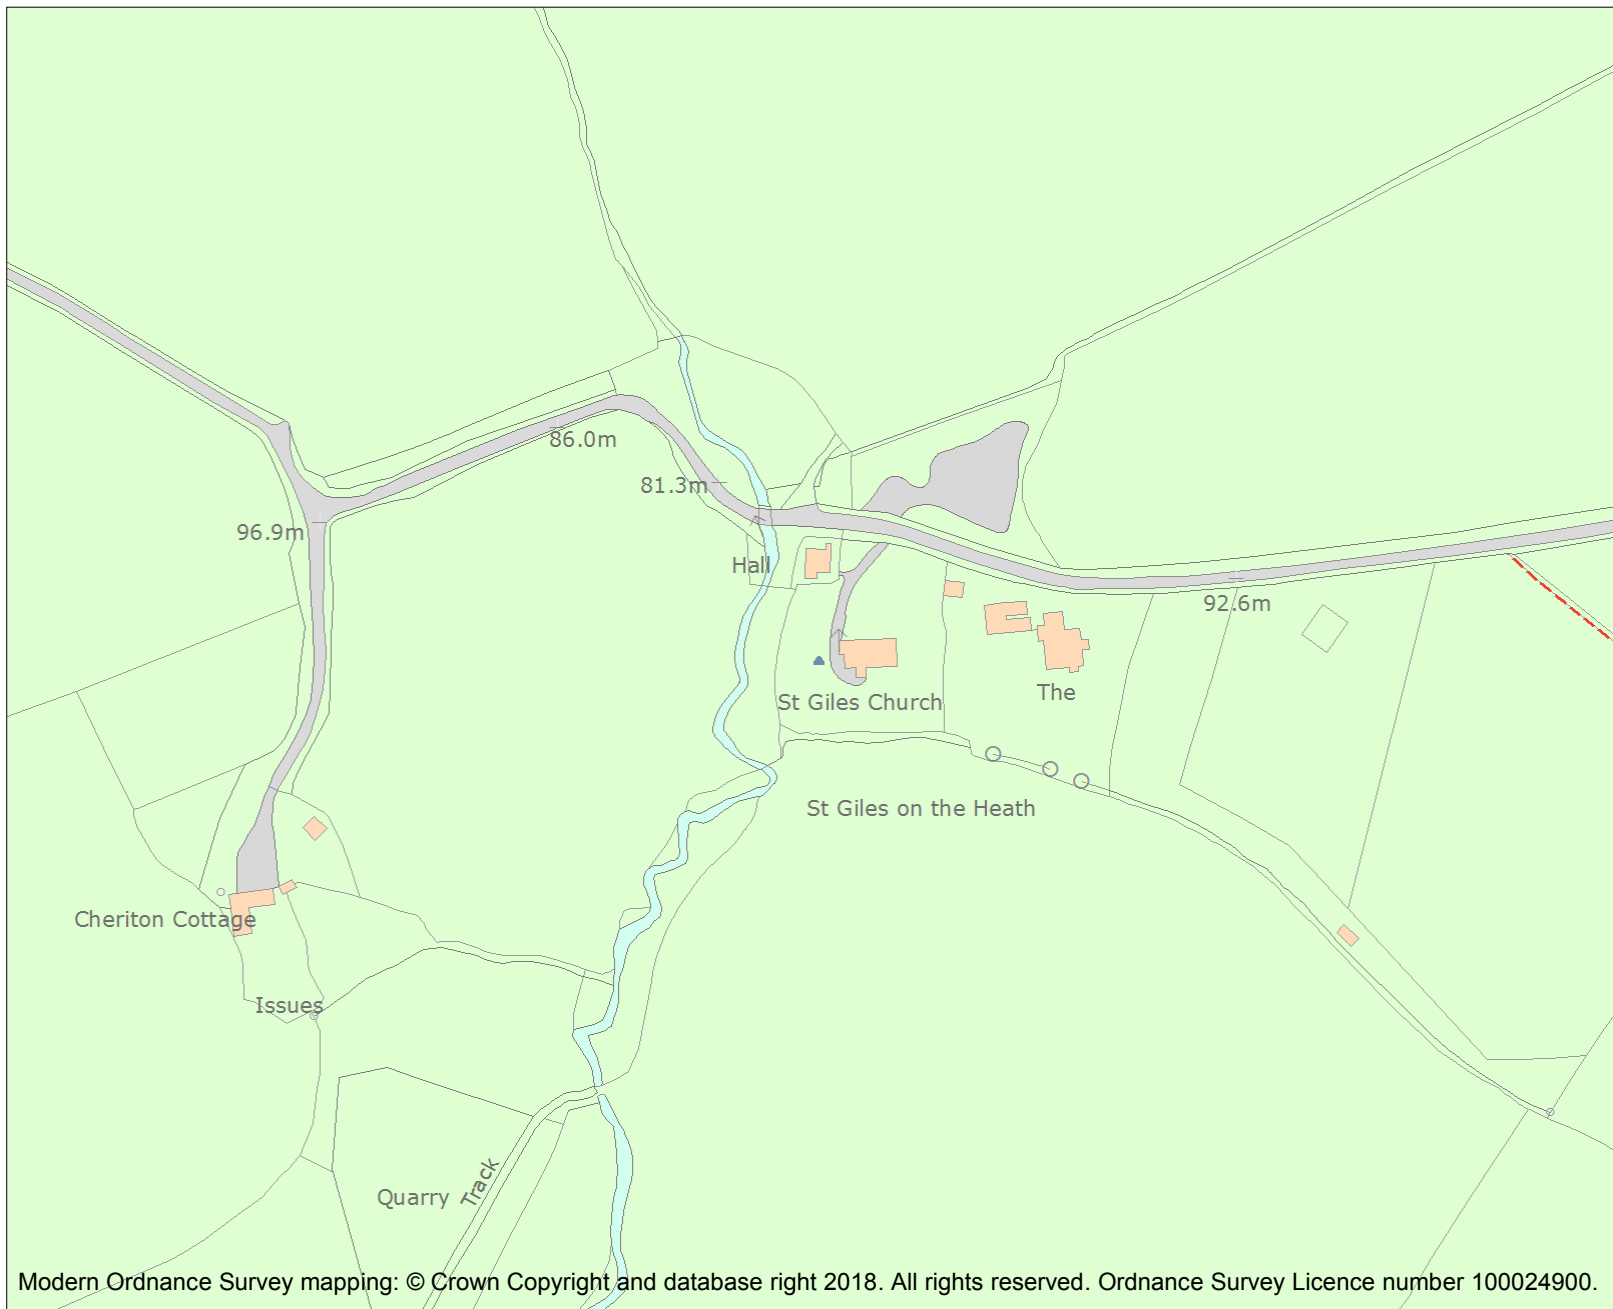 86.0m
81.3m
96.9m
Hall
92.6m
The
St Giles Church
St Giles on the Heath
Cheriton Cottage
Issues
Quarry
Track
Modern Ordnance Survey mapping: © Crown Copyright and database right 2018. All rights reserved. Ordnance Survey Licence number 100024900.